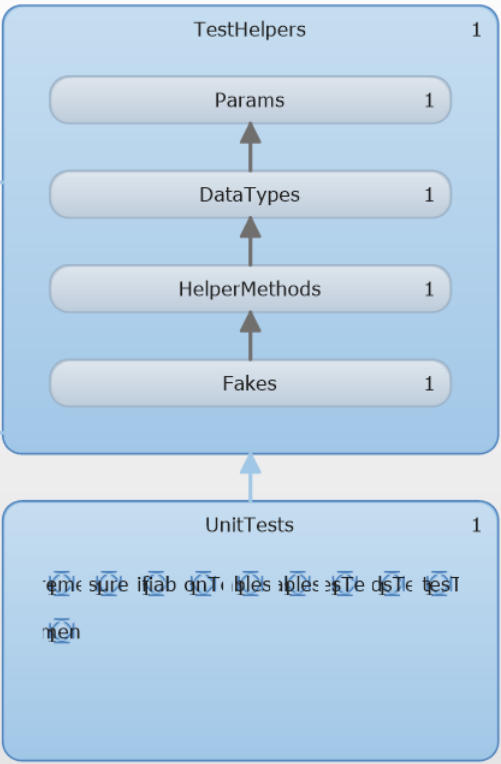 TestHelpers 1
Params 1
DataTypes 1
HelperMethods 1
Fakes 1
UnitTests 1